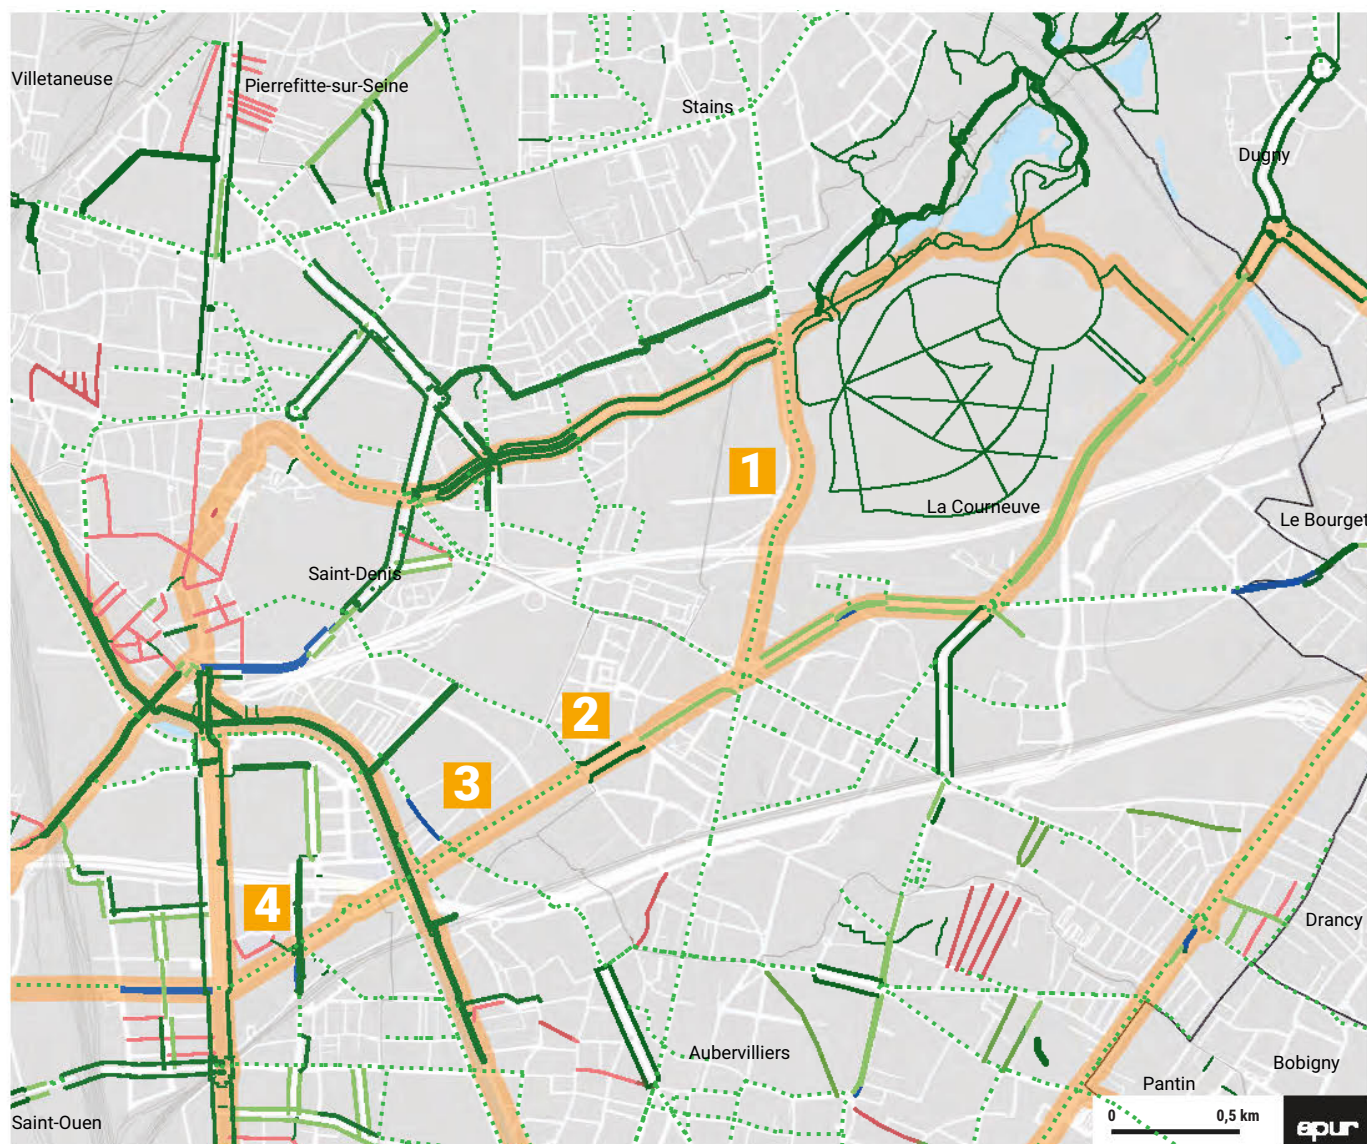 Villetaneuse
Pierrefitte-sur-Seine
Stains
Dugny
1
La Courneuve
Le Bourget
Saint-Denis
2
3
4
Drancy
Aubervilliers
Bobigny
Pantin
Saint-Ouen
0 0,5 km
apur